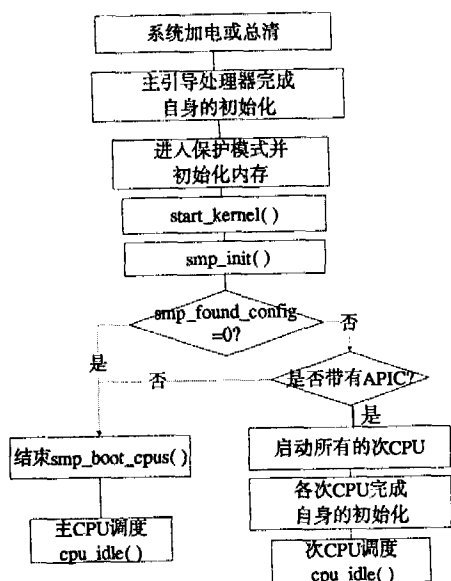 系统加电或总清
主引导处理器完成
自身的初始化
进入保护模式并
初始化内存
start_kernel( )
smp_init( )
smp_found_config
=0?
否
是
否
是否带有APIC?
是
结束smp_boot_cpus( )
启动所有的次CPU
各次CPU完成
自身的初始化
主CPU调度
cpu_idle( )
次CPU调度
cpu_idle( )